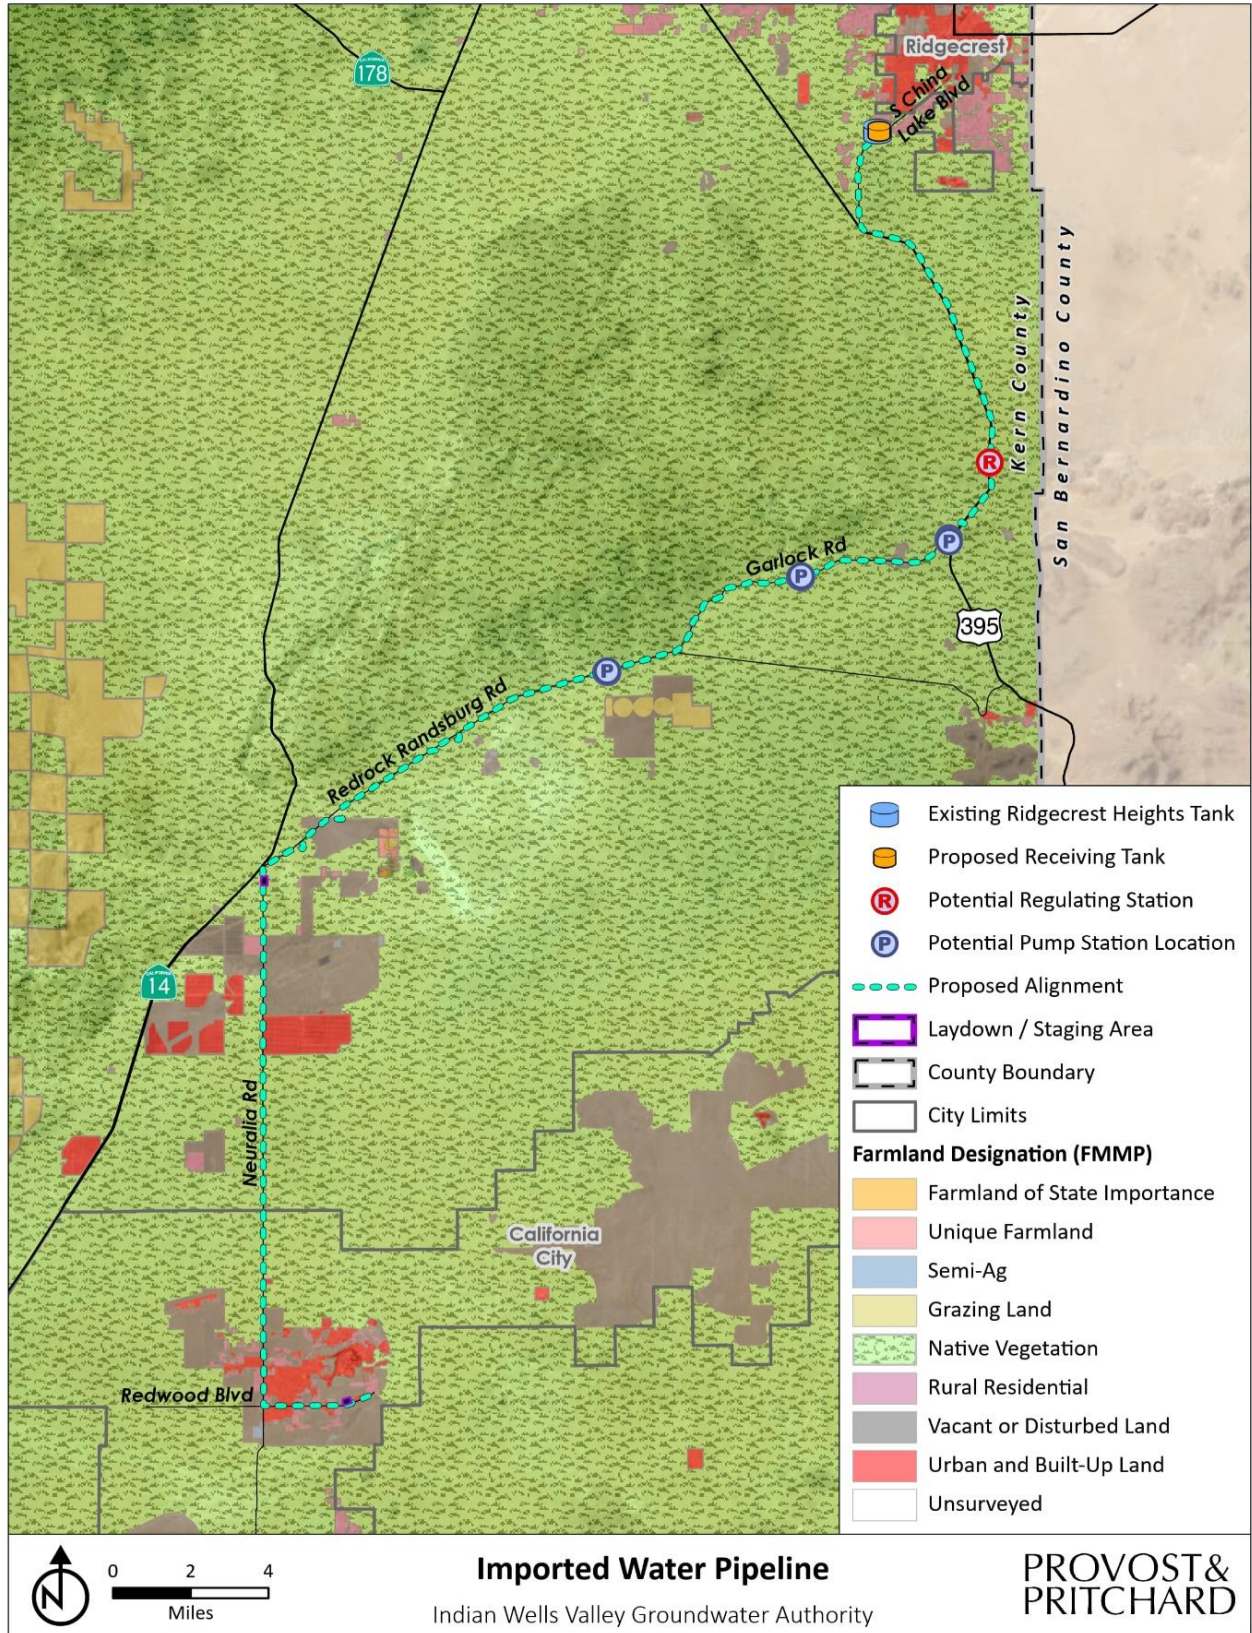 Ridgecrest
178
S China
Lake Blvd
Kern County
San Bernardino County
R
P
Garlock Rd
P
395
P
Redrock Randsburg Rd
CALIFORNIA
14
Neuralia Rd
California
City
Redwood Blvd
Existing Ridgecrest Heights Tank
Proposed Receiving Tank
R Potential Regulating Station
P Potential Pump Station Location
Proposed Alignment
Laydown / Staging Area
County Boundary
City Limits
Farmland Designation (FMMP)
Farmland of State Importance
Unique Farmland
Semi-Ag
Grazing Land
Native Vegetation
Rural Residential
Vacant or Disturbed Land
Urban and Built-Up Land
Unsurveyed
N
0 2 4
Miles
Imported Water Pipeline
Indian Wells Valley Groundwater Authority
PROVOST&
PRITCHARD